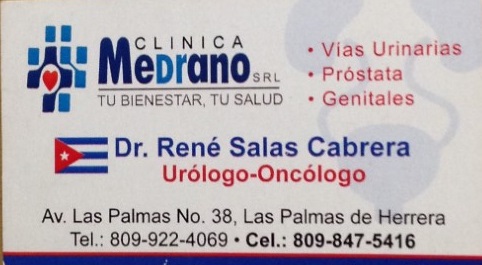 CLINICA
MEDRANO SRL
TU BIENESTAR, TU SALUD
• Vías Urinarias
• Próstata
• Genitales
Dr. René Salas Cabrera
Urólogo-Oncólogo
Av. Las Palmas No. 38, Las Palmas de Herrera
Tel.: 809-922-4069 • Cel.: 809-847-5416